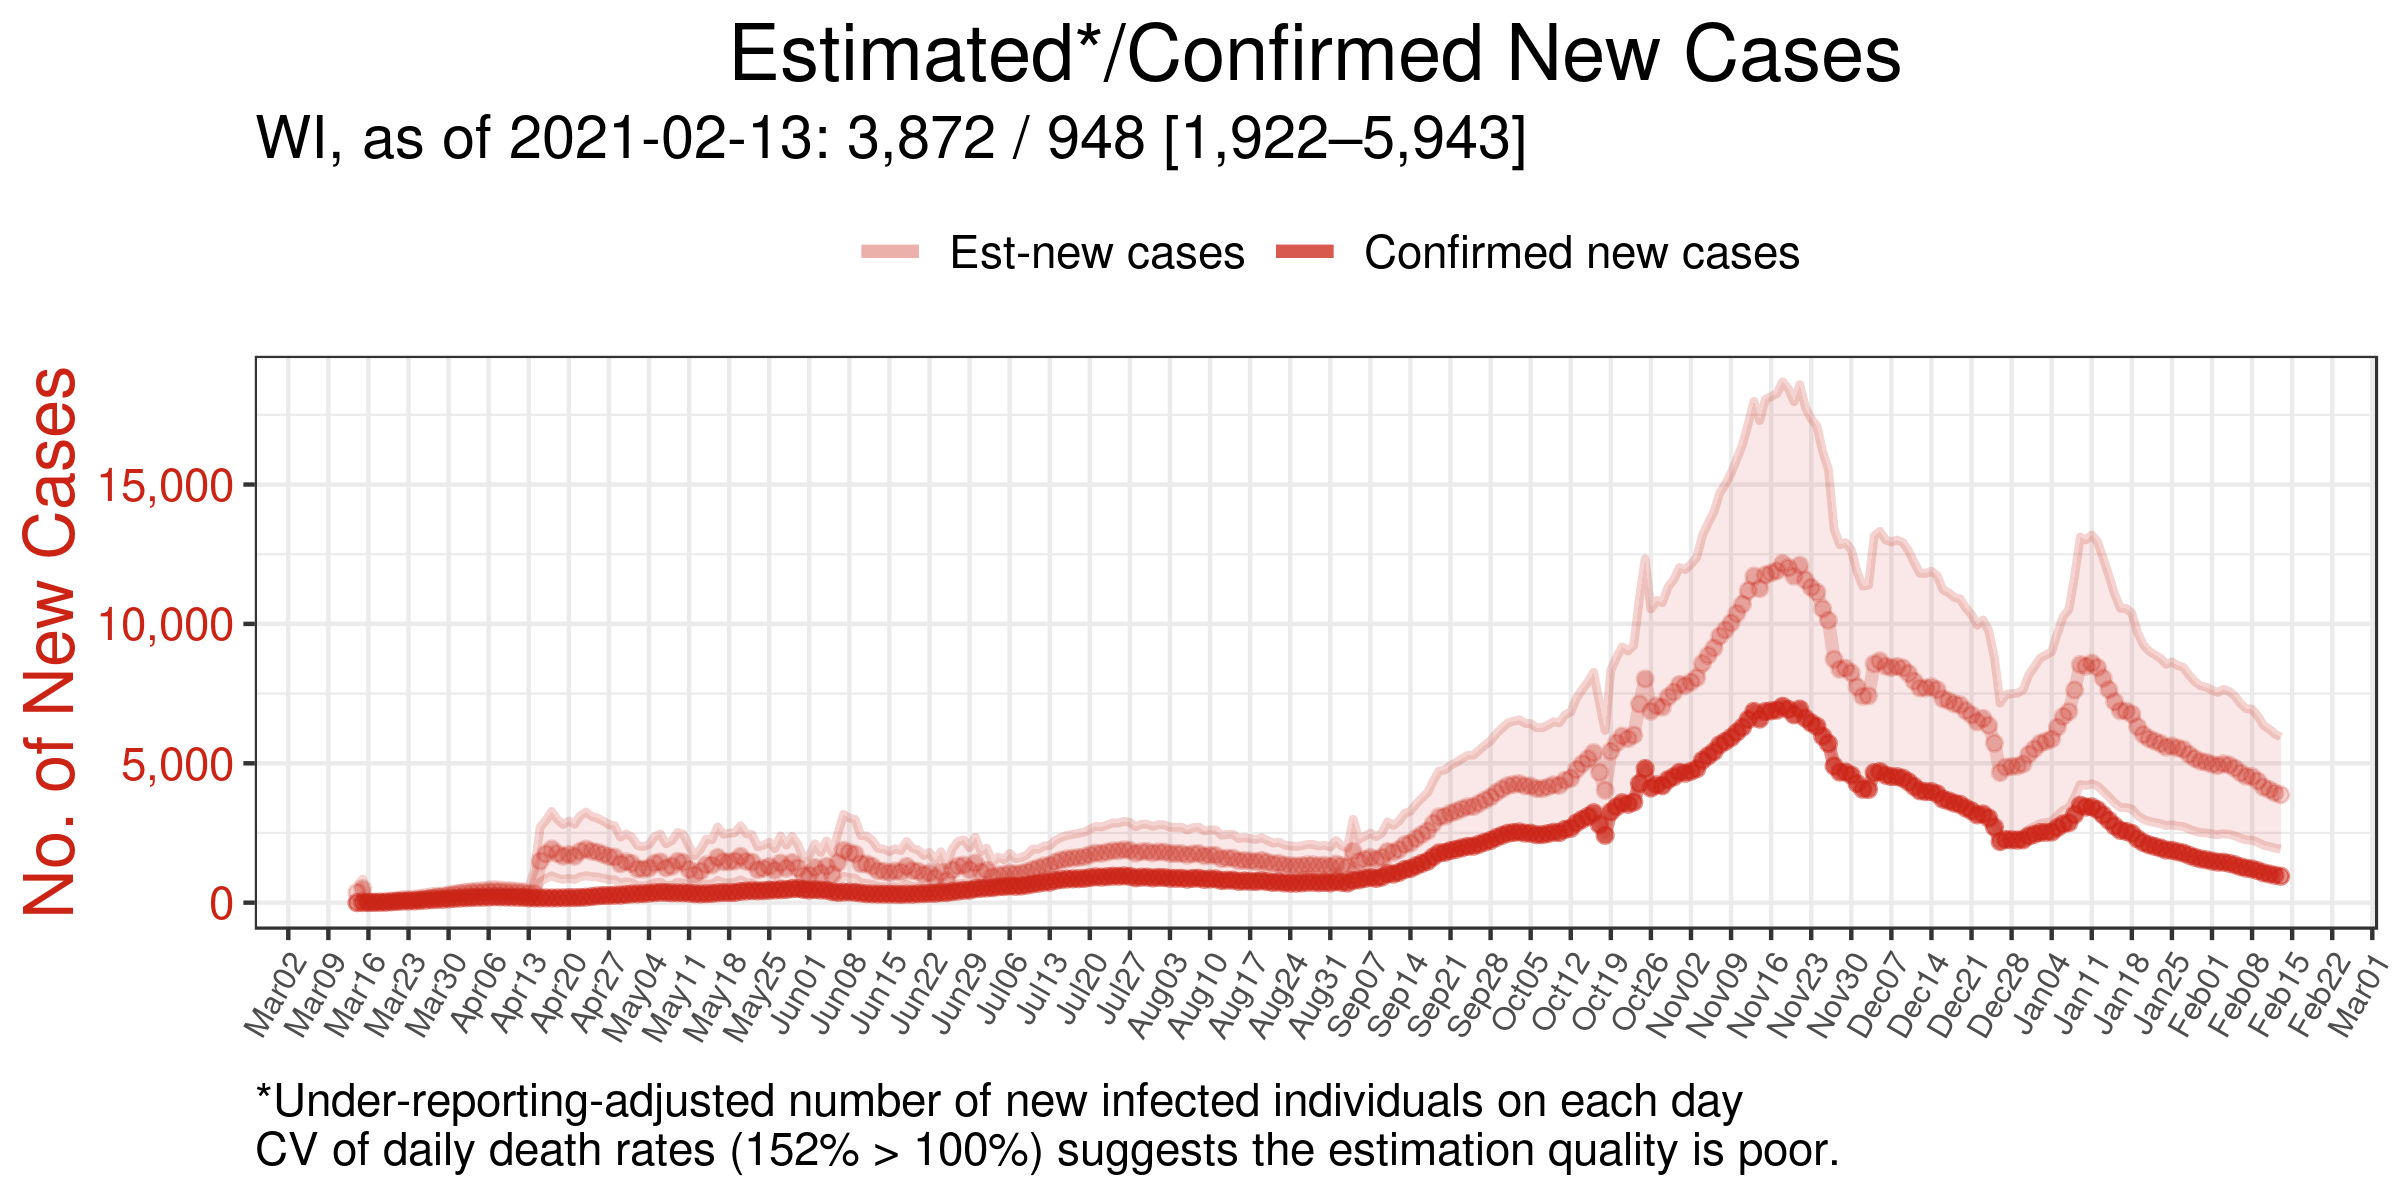 Estimated*/Confirmed New Cases
WI, as of 2021-02-13: 3,872 / 948 [1,922–5,943]
Est-new cases Confirmed new cases
No. of New Cases
15,000
10,000
5,000
0
Mar02 Mar09 Mar16 Mar23 Mar30 Apr06 Apr13 Apr20 Apr27 May04 May11 May18 May25 Jun01 Jun08 Jun15 Jun22 Jun29 Jul06 Jul13 Jul20 Jul27 Aug03 Aug10 Aug17 Aug24 Aug31 Sep07 Sep14 Sep21 Sep28 Oct05 Oct12 Oct19 Oct26 Nov02 Nov09 Nov16 Nov23 Nov30 Dec07 Dec14 Dec21 Dec28 Jan04 Jan11 Jan18 Jan25 Feb01 Feb08 Feb15 Feb22 Mar01
*Under-reporting-adjusted number of new infected individuals on each day
CV of daily death rates (152% > 100%) suggests the estimation quality is poor.